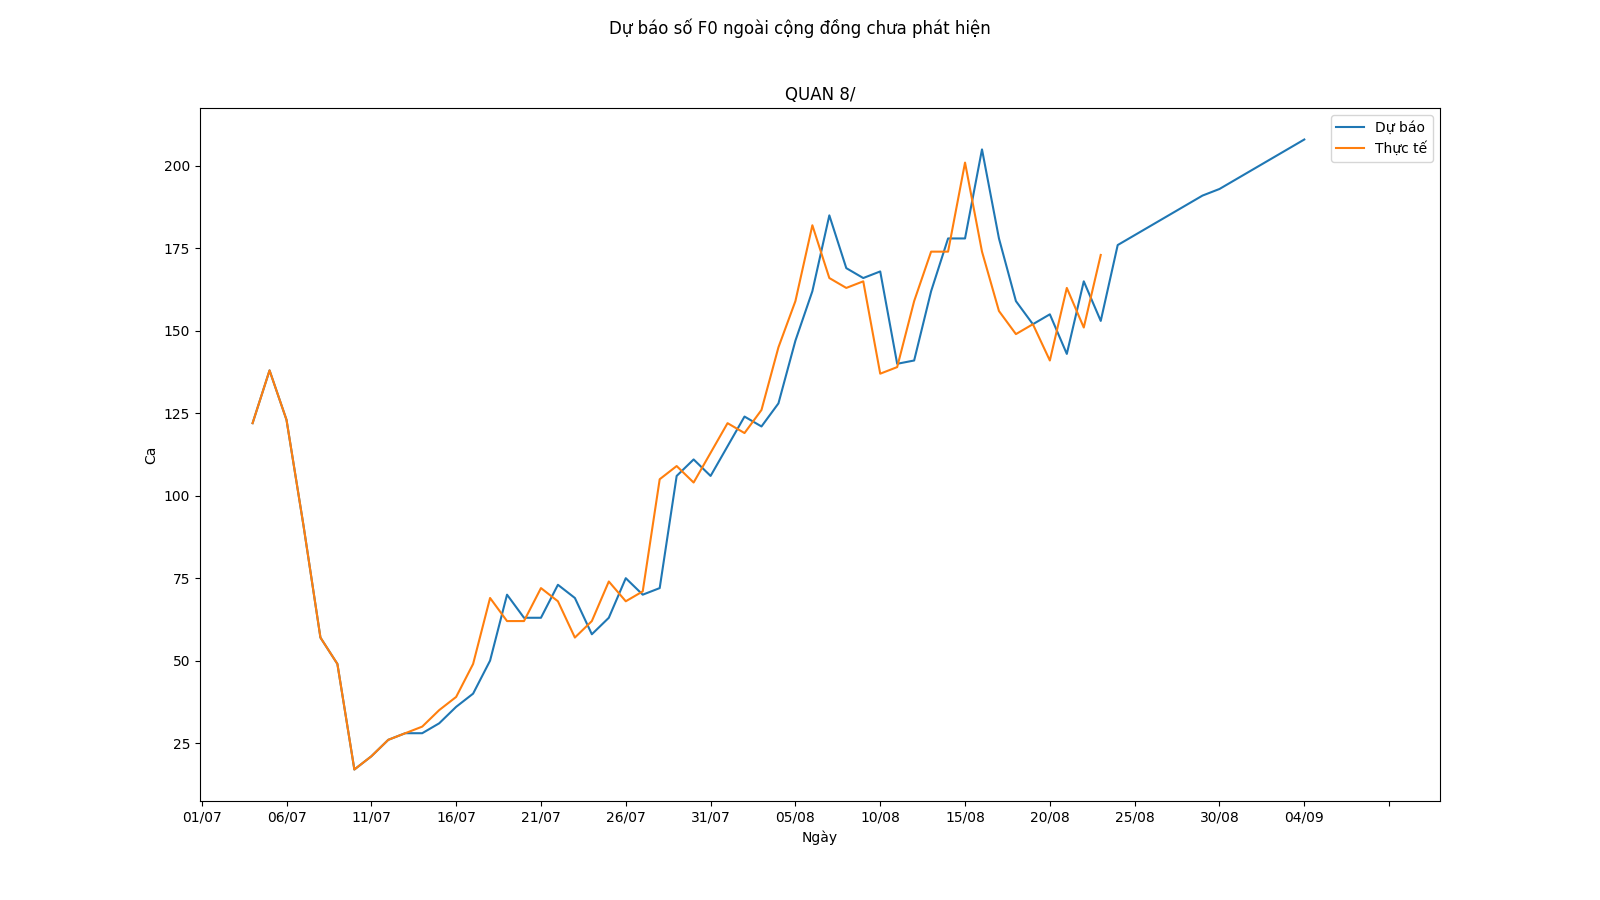 Dự báo số F0 ngoài cộng đồng chưa phát hiện
QUAN 8/
Dự báo
Thực tế
200
175
150
125
100
75
50
25
Ca
01/07 06/07 11/07 16/07 21/07 26/07 31/07 05/08 10/08 15/08 20/08 25/08 30/08 04/09
Ngày